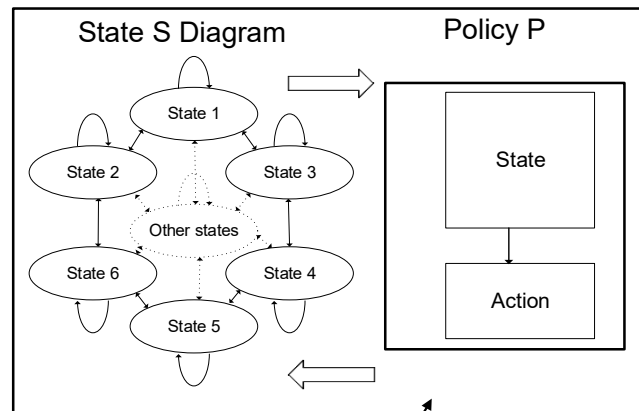 State S Diagram
Policy P
State 1
State 2
State 3
Other states
State 6
State 4
State 5
State
Action